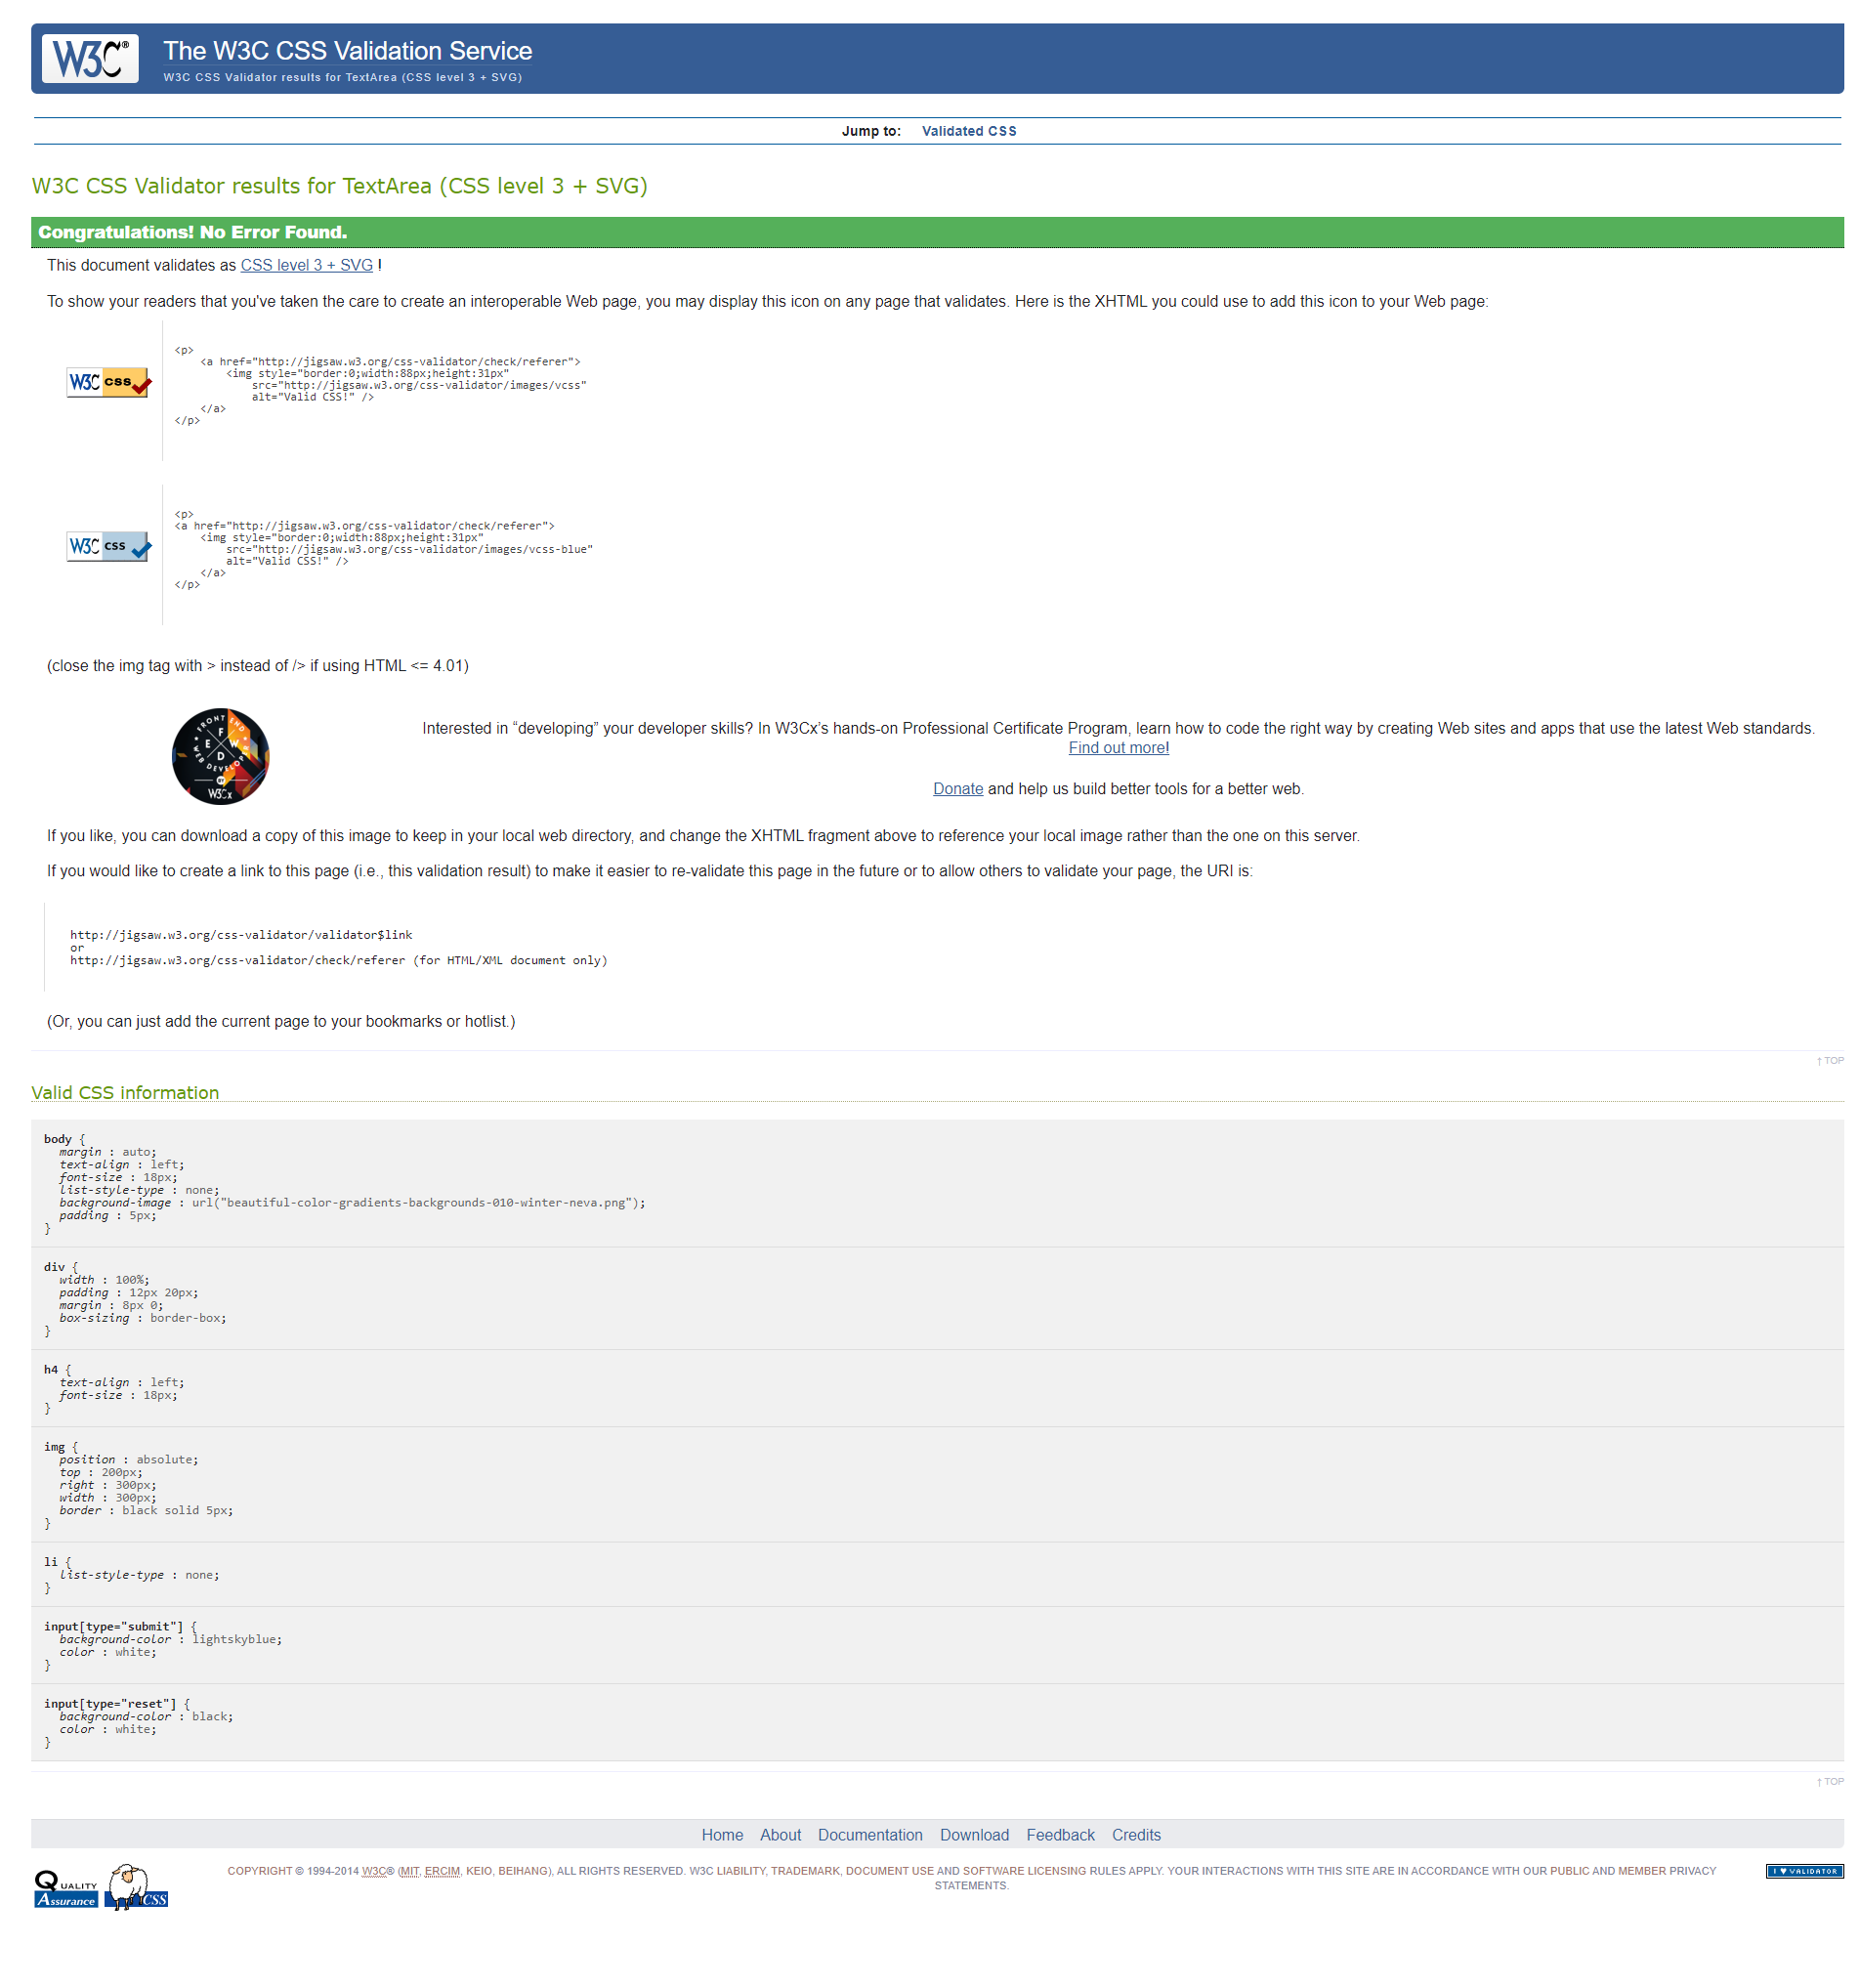 W3C®
The W3C CSS Validation Service
W3C CSS Validator results for TextArea (CSS level 3 + SVG)
Jump to: Validated CSS
W3C CSS Validator results for TextArea (CSS level 3 + SVG)
Congratulations! No Error Found.
This document validates as CSS level 3 + SVG !
To show your readers that you've taken the care to create an interoperable Web page, you may display this icon on any page that validates. Here is the XHTML you could use to add this icon to your Web page:
W3C css
<p>
<a href="http://jigsaw.w3.org/css-validator/check/referer">
<img style="border:0;width:88px;height:31px"
src="http://jigsaw.w3.org/css-validator/images/vcss"
alt="Valid CSS!" />
</a>
</p>
W3C css
<p>
<a href="http://jigsaw.w3.org/css-validator/check/referer">
<img style="border:0;width:88px;height:31px"
src="http://jigsaw.w3.org/css-validator/images/vcss-blue"
alt="Valid CSS!" />
</a>
</p>
(close the img tag with > instead of /> if using HTML <= 4.01)
FRONT END
F
E W
D
WEB DEVELOPER
BY
W3Cx
Interested in “developing” your developer skills? In W3Cx’s hands-on Professional Certificate Program, learn how to code the right way by creating Web sites and apps that use the latest Web standards.
Find out more!
Donate and help us build better tools for a better web.
If you like, you can download a copy of this image to keep in your local web directory, and change the XHTML fragment above to reference your local image rather than the one on this server.
If you would like to create a link to this page (i.e., this validation result) to make it easier to re-validate this page in the future or to allow others to validate your page, the URI is:
http://jigsaw.w3.org/css-validator/validator$link
or
http://jigsaw.w3.org/css-validator/check/referer (for HTML/XML document only)
(Or, you can just add the current page to your bookmarks or hotlist.)
↑ TOP
Valid CSS information
body {
margin : auto;
text-align : left;
font-size : 18px;
list-style-type : none;
background-image : url("beautiful-color-gradients-backgrounds-010-winter-neva.png");
padding : 5px;
}
div {
width : 100%;
padding : 12px 20px;
margin : 8px 0;
box-sizing : border-box;
}
h4 {
text-align : left;
font-size : 18px;
}
img {
position : absolute;
top : 200px;
right : 300px;
width : 300px;
border : black solid 5px;
}
li {
list-style-type : none;
}
input[type="submit"] {
background-color : lightskyblue;
color : white;
}
input[type="reset"] {
background-color : black;
color : white;
}
↑ TOP
Home About Documentation Download Feedback Credits
Quality
Assurance
CSS
COPYRIGHT © 1994-2014 W3C® (MIT, ERCIM, KEIO, BEIHANG), ALL RIGHTS RESERVED. W3C LIABILITY, TRADEMARK, DOCUMENT USE AND SOFTWARE LICENSING RULES APPLY. YOUR INTERACTIONS WITH THIS SITE ARE IN ACCORDANCE WITH OUR PUBLIC AND MEMBER PRIVACY
STATEMENTS.
I ♥ VALIDATOR